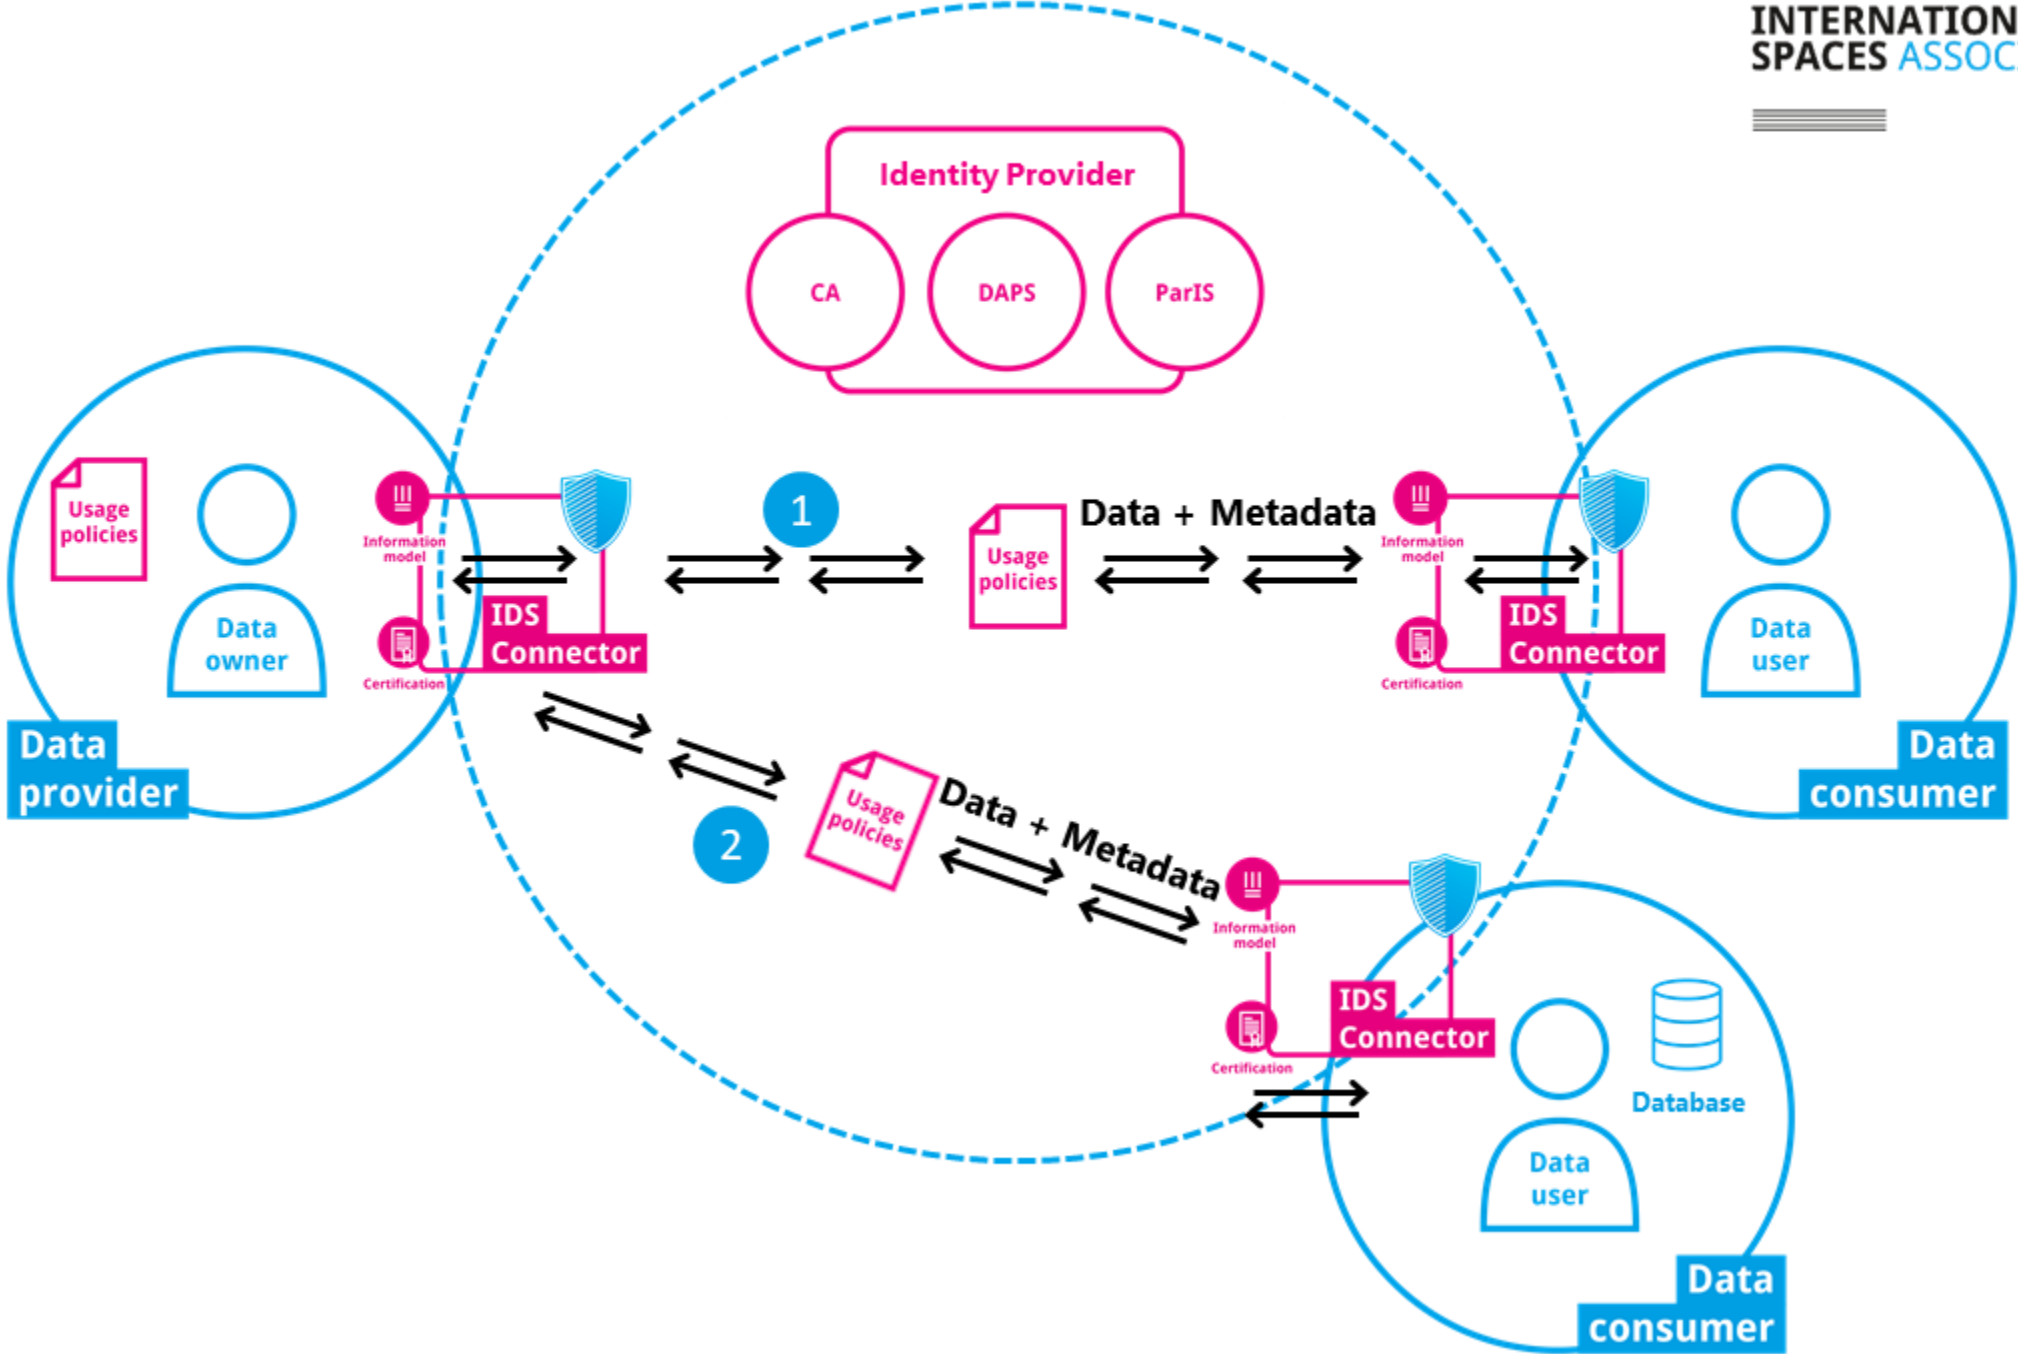 INTERNATION
SPACES ASSOC
Identity Provider
CA
DAPS
ParIS
Usage
policies
Data
owner
Information
model
Certification
IDS
Connector
Data
provider
1
Usage
policies
Data + Metadata
Information
model
Certification
IDS
Connector
Data
user
Data
consumer
2
Usage
policies
Data + Metadata
Information
model
Certification
IDS
Connector
Database
Data
user
Data
consumer